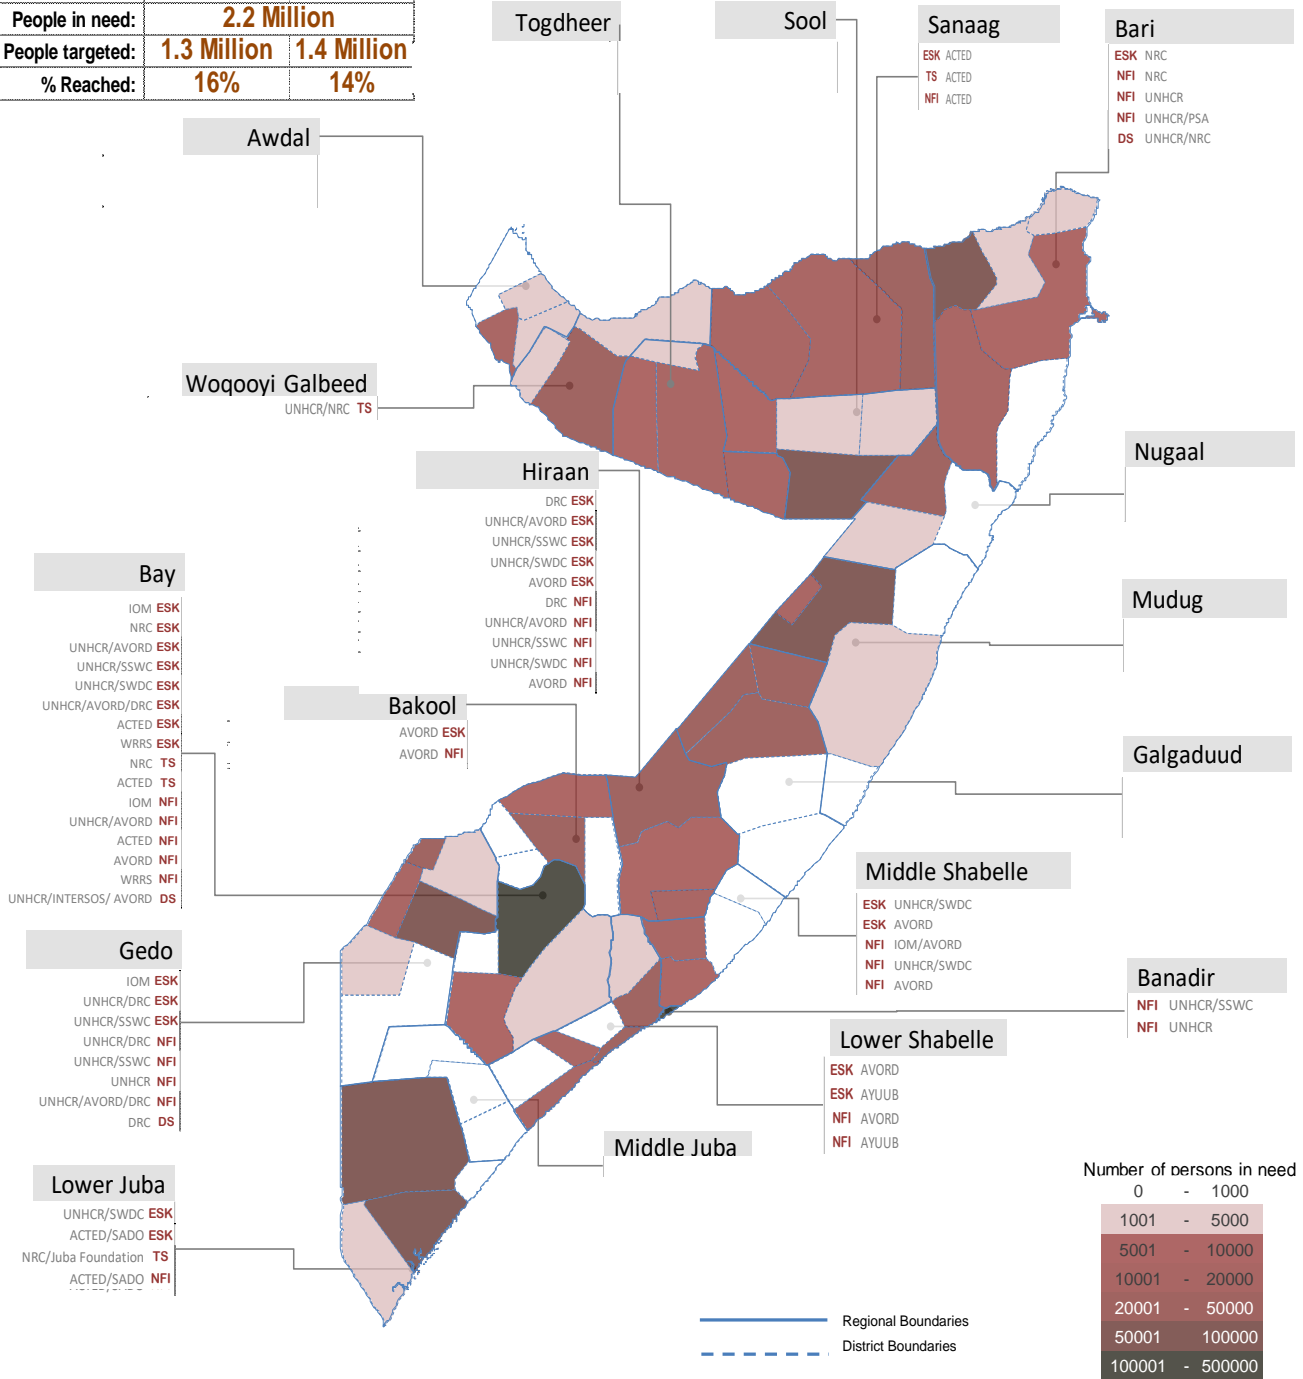 People in need: 2.2 Million
People targeted: 1.3 Million 1.4 Million
% Reached: 16% 14%
Togdheer
Sool
Sanaag
ESK ACTED
TS ACTED
NFI ACTED
Bari
ESK NRC
NFI NRC
NFI UNHCR
NFI UNHCR/PSA
DS UNHCR/NRC
Awdal
Woqooyi Galbeed
UNHCR/NRC TS
Hiraan
DRC ESK
UNHCR/AVORD ESK
UNHCR/SSWC ESK
UNHCR/SWDC ESK
AVORD ESK
DRC NFI
UNHCR/AVORD NFI
UNHCR/SSWC NFI
UNHCR/SWDC NFI
AVORD NFI
Nugaal
Bay
IOM ESK
NRC ESK
UNHCR/AVORD ESK
UNHCR/SSWC ESK
UNHCR/SWDC ESK
UNHCR/AVORD/DRC ESK
ACTED ESK
WRRS ESK
NRC TS
ACTED TS
IOM NFI
UNHCR/AVORD NFI
ACTED NFI
AVORD NFI
WRRS NFI
UNHCR/INTERSOS/ AVORD DS
Mudug
Bakool
AVORD ESK
AVORD NFI
Galgaduud
Middle Shabelle
ESK UNHCR/SWDC
ESK AVORD
NFI IOM/AVORD
NFI UNHCR/SWDC
NFI AVORD
Gedo
IOM ESK
UNHCR/DRC ESK
UNHCR/SSWC ESK
UNHCR/DRC NFI
UNHCR/SSWC NFI
UNHCR NFI
UNHCR/AVORD/DRC NFI
DRC DS
Banadir
NFI UNHCR/SSWC
NFI UNHCR
Lower Shabelle
ESK AVORD
ESK AYUUB
NFI AVORD
NFI AYUUB
Middle Juba
Lower Juba
UNHCR/SWDC ESK
ACTED/SADO ESK
NRC/Juba Foundation TS
ACTED/SADO NFI
Number of persons in need
0 - 1000
1001 - 5000
5001 - 10000
10001 - 20000
20001 - 50000
50001 100000
100001 - 500000
Regional Boundaries
District Boundaries